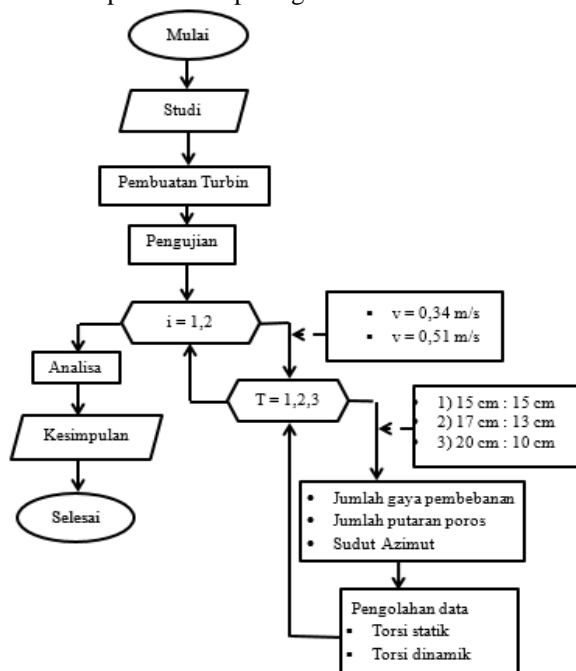 Mulai
Studi
Pembuatan Turbin
Pengujian
i = 1,2
▪ v = 0,34 m/s
▪ v = 0,51 m/s
Analisa
T = 1,2,3
1) 15 cm : 15 cm
2) 17 cm : 13 cm
3) 20 cm : 10 cm
Kesimpulan
Selesai
• Jumlah gaya pembebanan
• Jumlah putaran poros
• Sudut Azimut
Pengolahan data
▪ Torsi statik
▪ Torsi dinamik